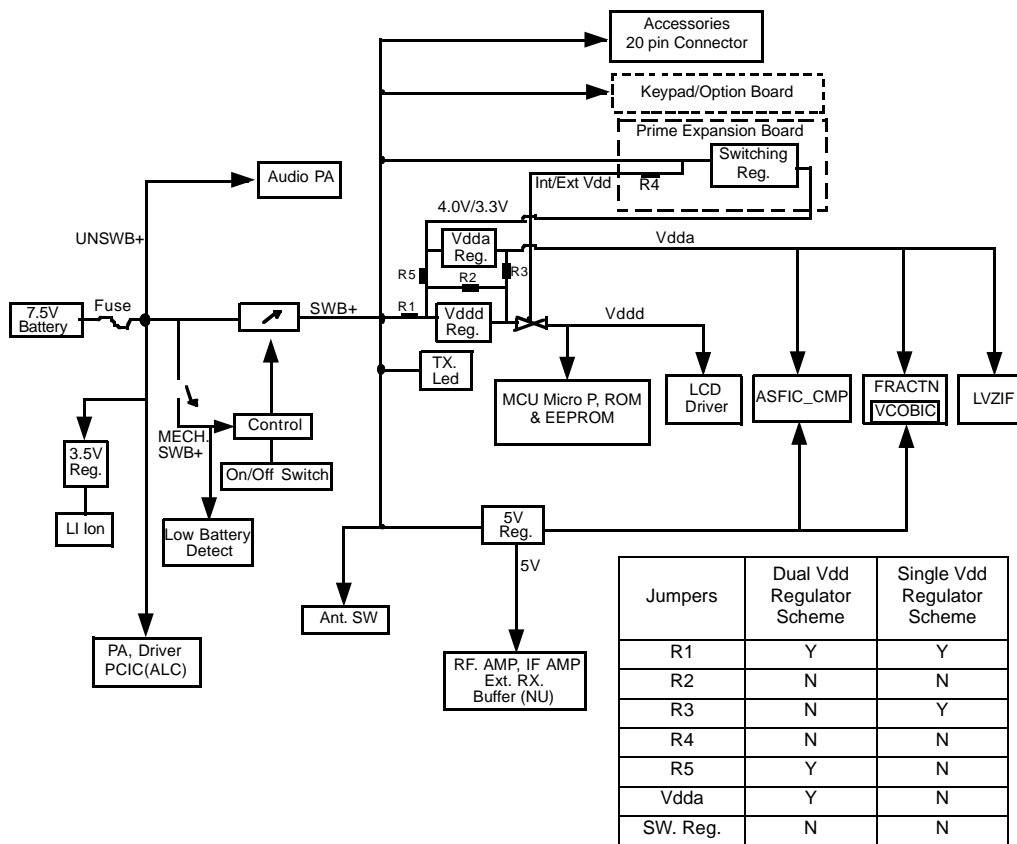 Accessories
20 pin Connector
Keypad/Option Board
Prime Expansion Board
Switching
Reg.
R4
Int/Ext Vdd
Audio PA
4.0V/3.3V
UNSWB+
Vdda
Reg.
Vdda
R5
R2
R3
7.5V
Battery
Fuse
SWB+
R1
Vddd
Reg.
Vddd
TX.
Led
MCU Micro P, ROM
& EEPROM
LCD
Driver
ASFIC_CMP
FRACTN
VCOBIC
LVZIF
Control
MECH.
SWB+
3.5V
Reg.
On/Off Switch
LI Ion
Low Battery
Detect
5V
Reg.
5V
Ant. SW
PA, Driver
PCIC(ALC)
RF. AMP, IF AMP
Ext. RX.
Buffer (NU)
Jumpers
Dual Vdd
Regulator
Scheme
Single Vdd
Regulator
Scheme
R1 Y Y
R2 N N
R3 N Y
R4 N N
R5 Y N
Vdda Y N
SW. Reg. N N